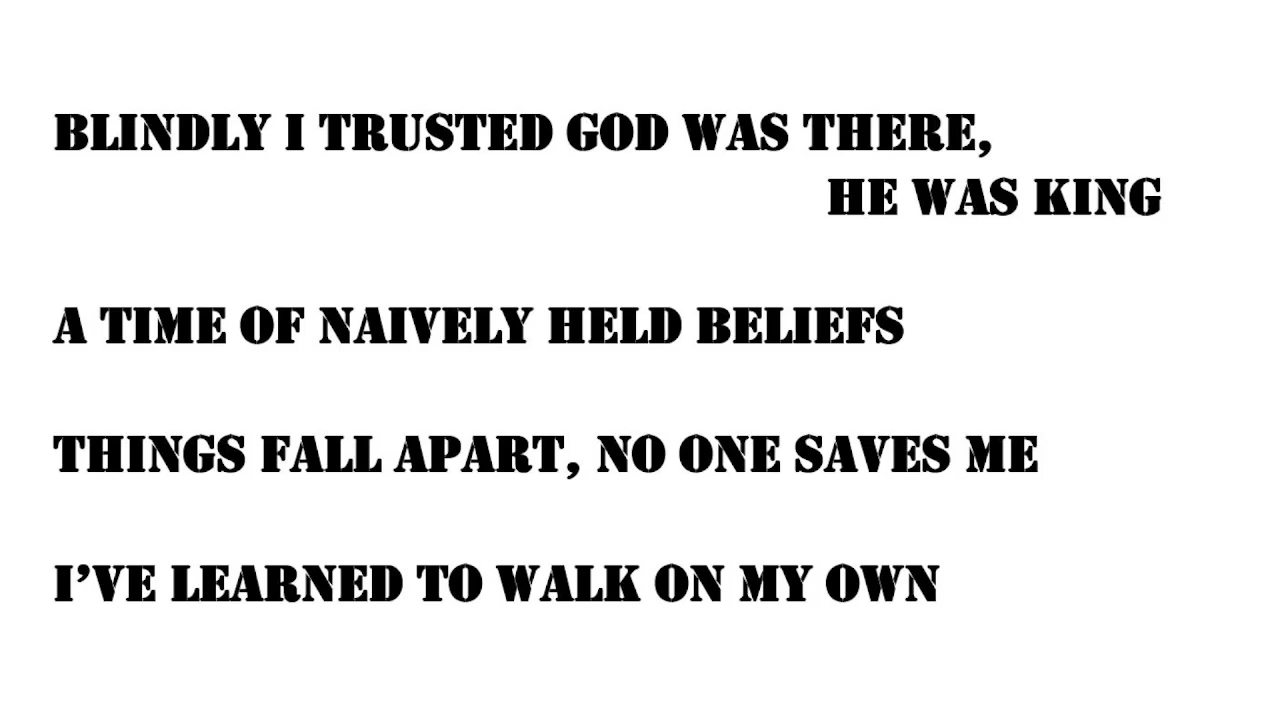 BLINDLY I TRUSTED GOD WAS THERE,
HE WAS KING
A TIME OF NAIVELY HELD BELIEFS
THINGS FALL APART, NO ONE SAVES ME
I’VE LEARNED TO WALK ON MY OWN